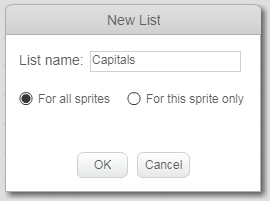 New List
List name: Capitals
For all sprites For this sprite only
OK Cancel